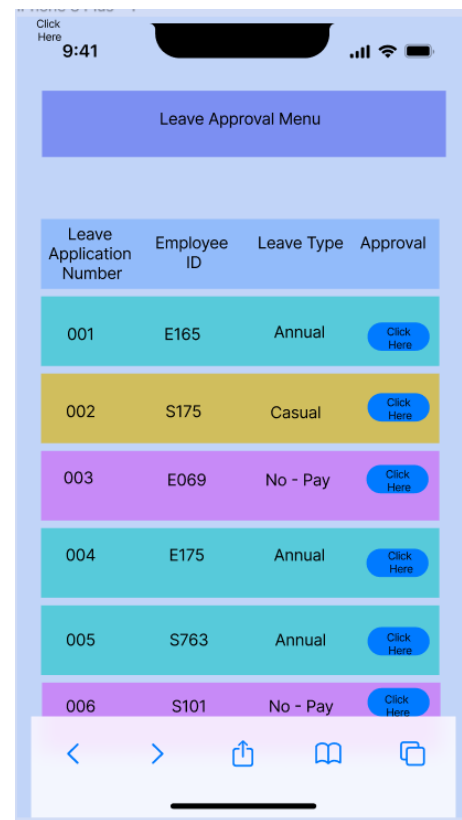 Click
Here
9:41
Leave Approval Menu
Leave
Application
Number
Employee
ID
Leave Type
Approval
001
E165
Annual
Click
Here
002
S175
Casual
Click
Here
003
E069
No - Pay
Click
Here
004
E175
Annual
Click
Here
005
S763
Annual
Click
Here
006
S101
No - Pay
Click
Here